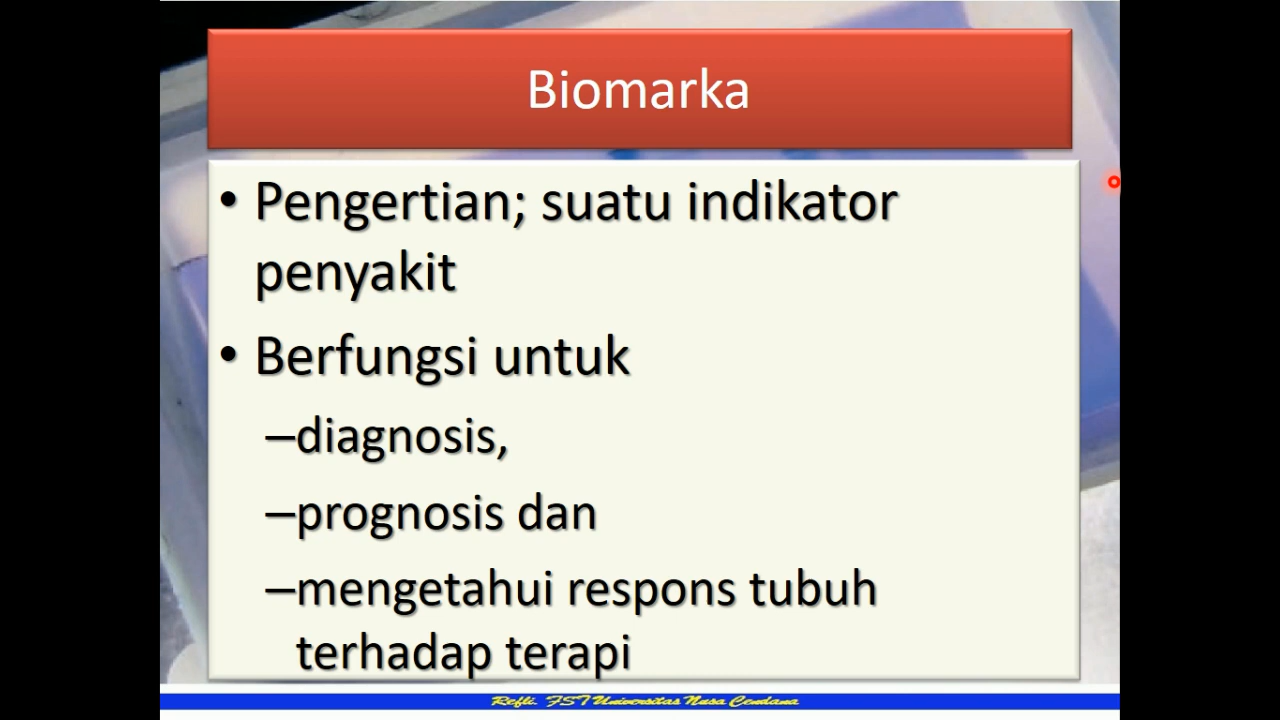 Biomarka
• Pengertian; suatu indikator
penyakit
• Berfungsi untuk
–diagnosis,
–prognosis dan
–mengetahui respons tubuh
terhadap terapi
Refli. FST Universitas Nusa Cendana